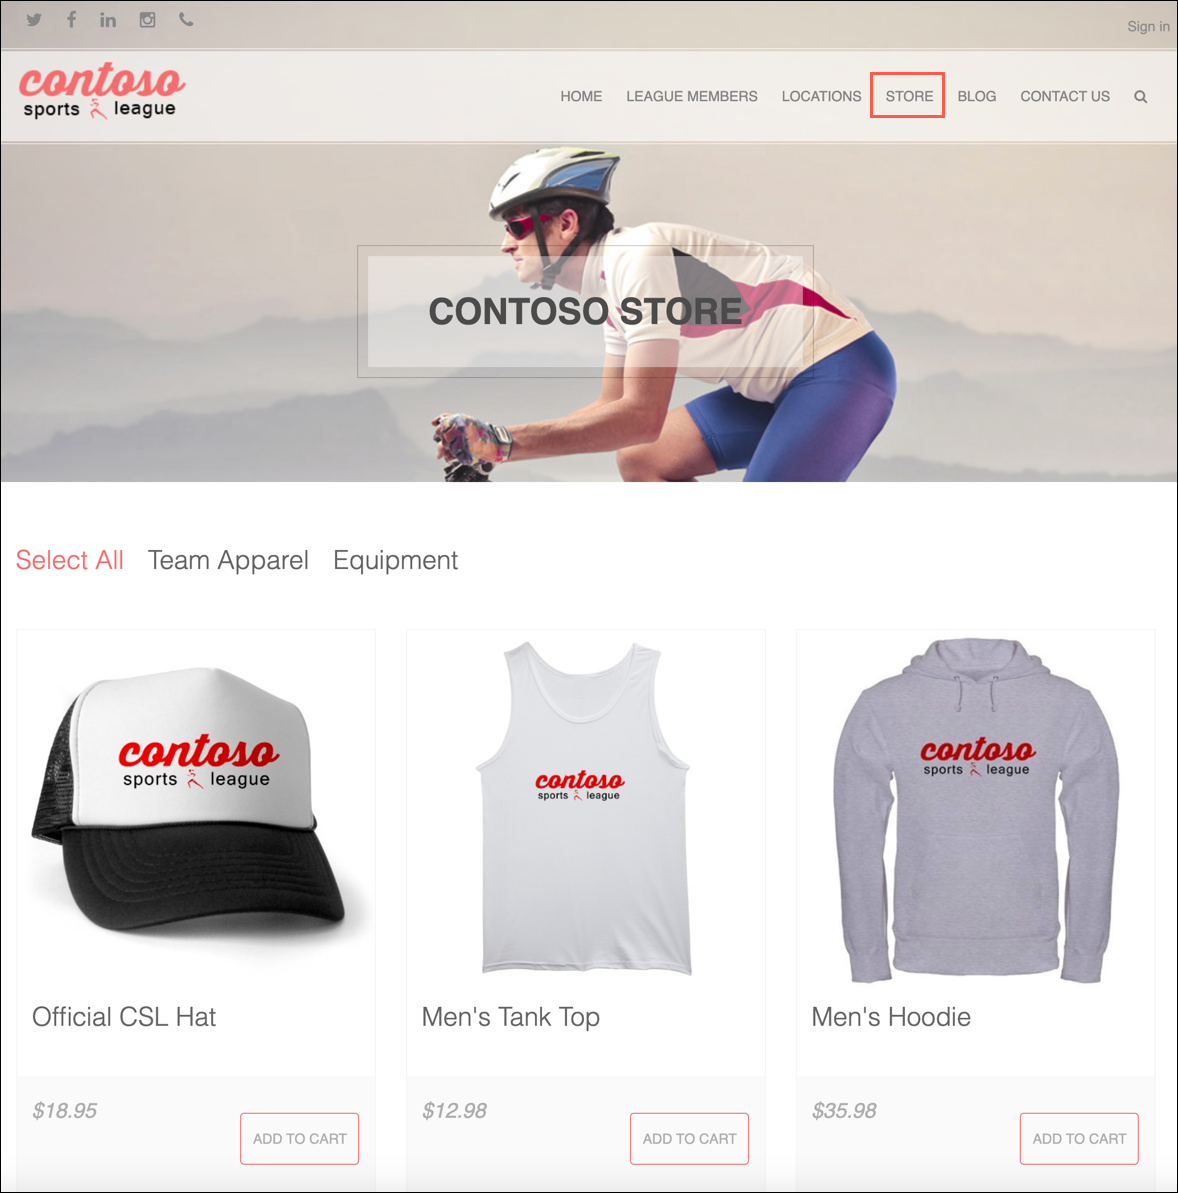 Sign in
contoso
sports league
HOME LEAGUE MEMBERS LOCATIONS STORE BLOG CONTACT US
CONTOSO STORE
Select All Team Apparel Equipment
contoso
sports league
contoso
sports league
contoso
sports league
Official CSL Hat
Men's Tank Top
Men's Hoodie
$18.95
ADD TO CART
$12.98
ADD TO CART
$35.98
ADD TO CART